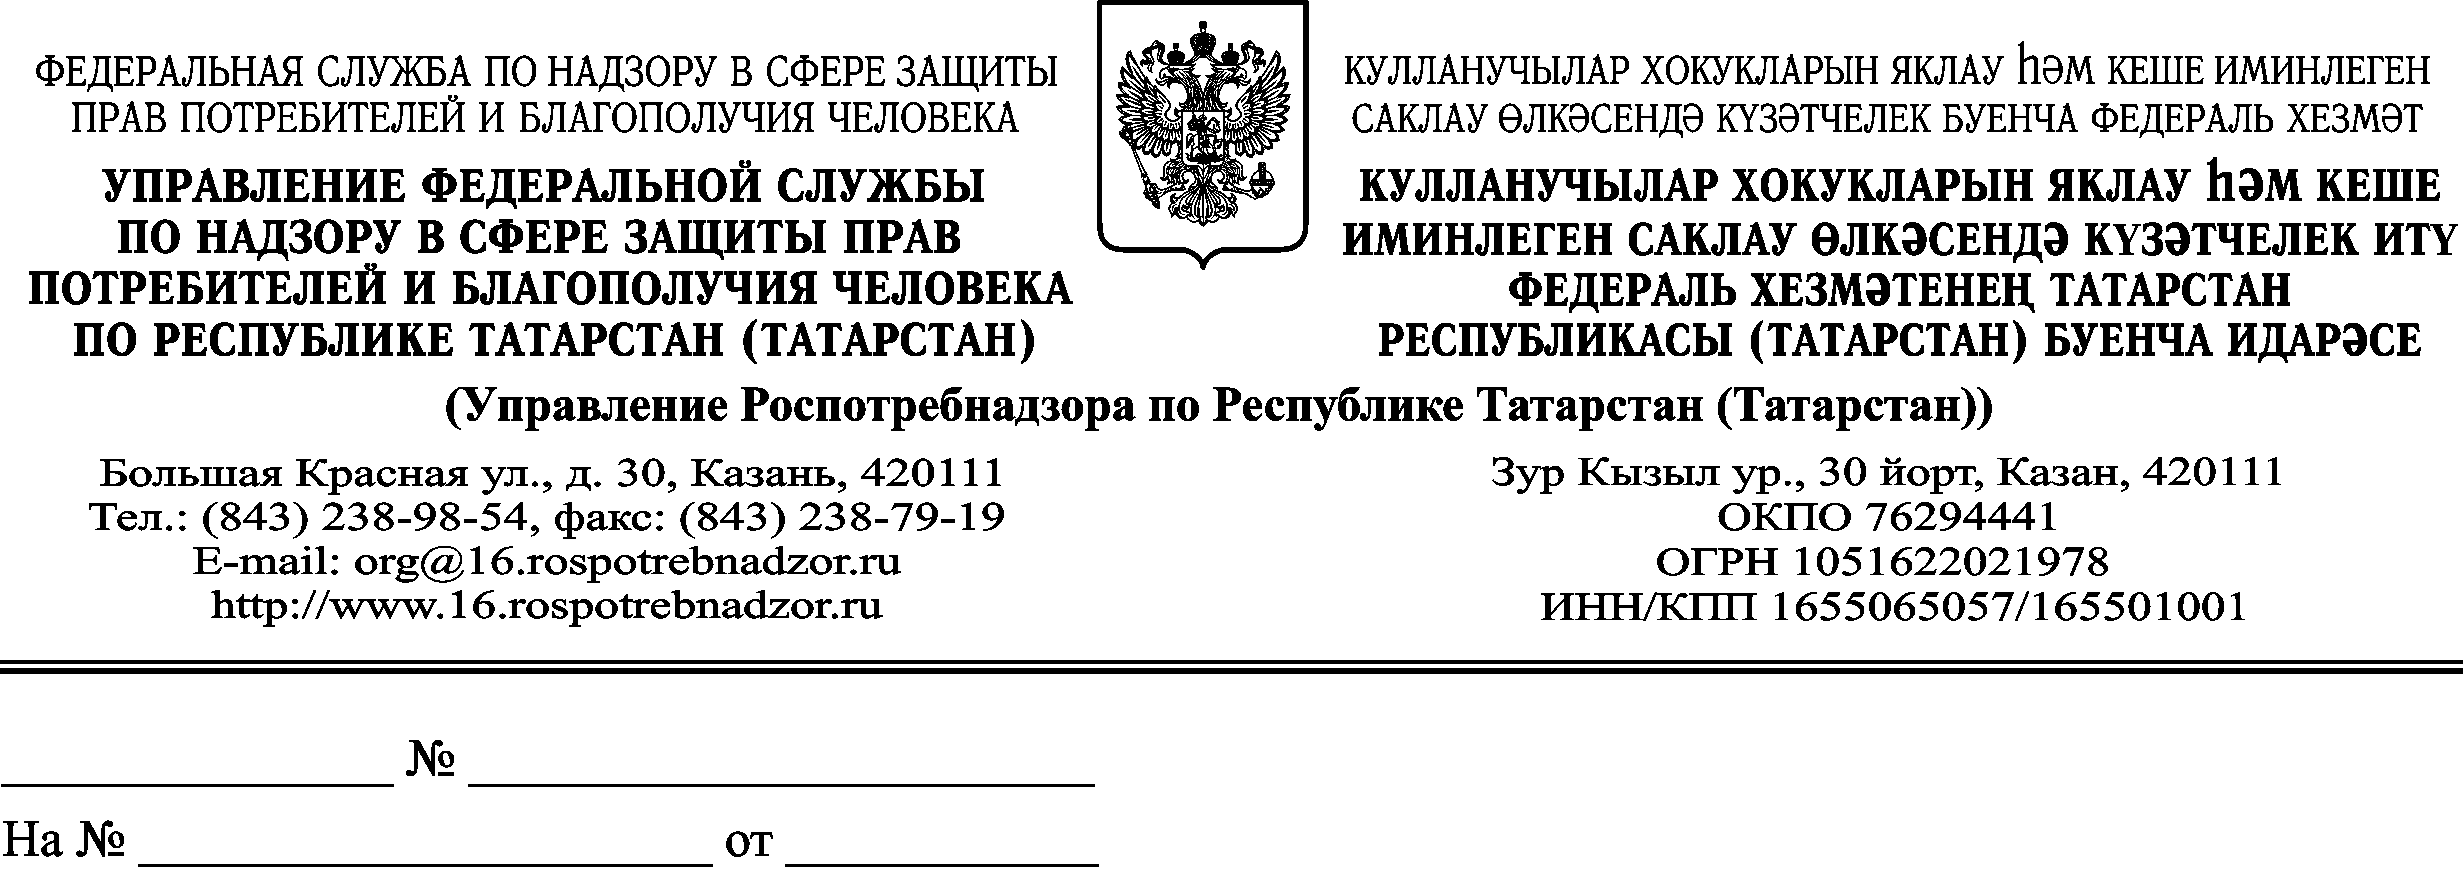 ФЕДЕРАЛЬНАЯ СЛУЖБА ПО НАДЗОРУ В СФЕРЕ ЗАЩИТЫ
ПРАВ ПОТРЕБИТЕЛЕЙ И БЛАГОПОЛУЧИЯ ЧЕЛОВЕКА
УПРАВЛЕНИЕ ФЕДЕРАЛЬНОЙ СЛУЖБЫ
ПО НАДЗОРУ В СФЕРЕ ЗАЩИТЫ ПРАВ
ПОТРЕБИТЕЛЕЙ И БЛАГОПОЛУЧИЯ ЧЕЛОВЕКА
ПО РЕСПУБЛИКЕ ТАТАРСТАН (ТАТАРСТАН)
КУЛЛАНУЧЫЛАР ХОКУКЛАРЫН ЯКЛАУ ҺӘМ КЕШЕ ИМИНЛЕГЕН
САКЛАУ ӨЛКӘСЕНДӘ КҮЗӘТЧЕЛЕК БУЕНЧА ФЕДЕРАЛЬ ХЕЗМӘТ
КУЛЛАНУЧЫЛАР ХОКУКЛАРЫН ЯКЛАУ ҺӘМ КЕШЕ
ИМИНЛЕГЕН САКЛАУ ӨЛКӘСЕНДӘ КҮЗӘТЧЕЛЕК ИТҮ
ФЕДЕРАЛЬ ХЕЗМӘТЕНЕҢ ТАТАРСТАН
РЕСПУБЛИКАСЫ (ТАТАРСТАН) БУЕНЧА ИДАРӘСЕ
(Управление Роспотребнадзора по Республике Татарстан (Татарстан))
Большая Красная ул., д. 30, Казань, 420111
Тел.: (843) 238-98-54, факс: (843) 238-79-19
E-mail: org@16.rospotrebnadzor.ru
http://www.16.rospotrebnadzor.ru
Зур Кызыл ур., 30 йорт, Казан, 420111
ОКПО 76294441
ОГРН 1051622021978
ИНН/КПП 1655065057/165501001
_______________ № ________________________
На № ______________________ от ____________